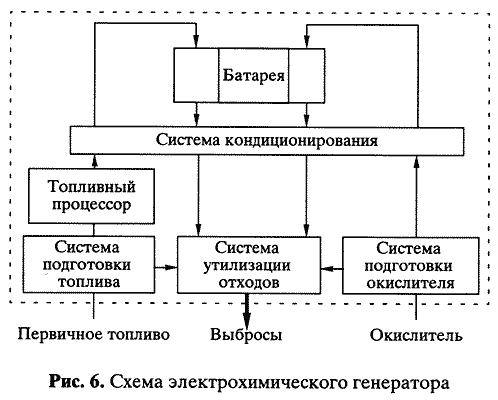 Батарея
Система кондиционирования
Топливный
процессор
Система
подготовки
топлива
Система
утилизации
отходов
Система
подготовки
окислителя
Первичное топливо
Выбросы
Окислитель
Рис. 6. Схема электрохимического генератора